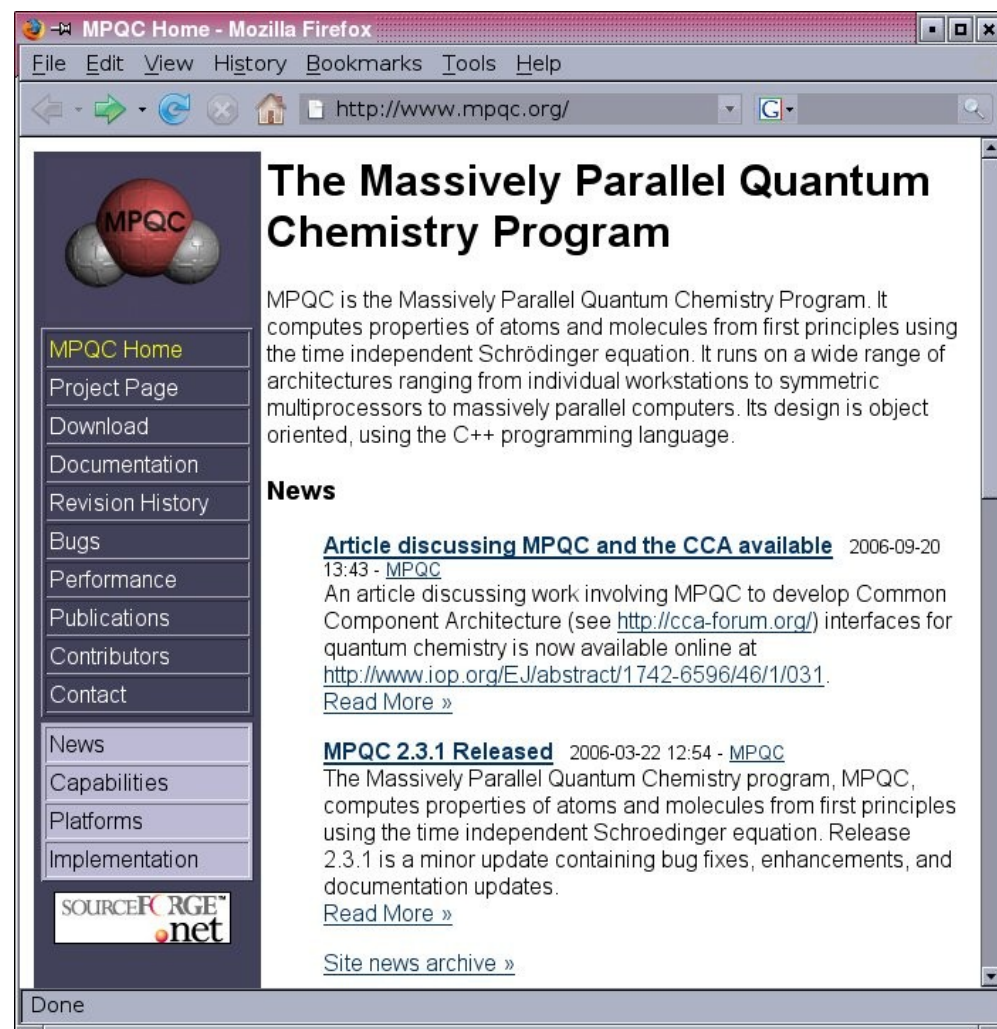 MPQC Home - Mozilla Firefox
File Edit View History Bookmarks Tools Help
http://www.mpqc.org/
G
MPQC
MPQC Home
Project Page
Download
Documentation
Revision History
Bugs
Performance
Publications
Contributors
Contact
News
Capabilities
Platforms
Implementation
SOURCEFORGE™
.net
The Massively Parallel Quantum
Chemistry Program
MPQC is the Massively Parallel Quantum Chemistry Program. It
computes properties of atoms and molecules from first principles using
the time independent Schrödinger equation. It runs on a wide range of
architectures ranging from individual workstations to symmetric
multiprocessors to massively parallel computers. Its design is object
oriented, using the C++ programming language.
News
Article discussing MPQC and the CCA available 2006-09-20
13:43 - MPQC
An article discussing work involving MPQC to develop Common
Component Architecture (see http://cca-forum.org/) interfaces for
quantum chemistry is now available online at
http://www.iop.org/EJ/abstract/1742-6596/46/1/031.
Read More »
MPQC 2.3.1 Released 2006-03-22 12:54 - MPQC
The Massively Parallel Quantum Chemistry program, MPQC,
computes properties of atoms and molecules from first principles
using the time independent Schroedinger equation. Release
2.3.1 is a minor update containing bug fixes, enhancements, and
documentation updates.
Read More »
Site news archive »
Done